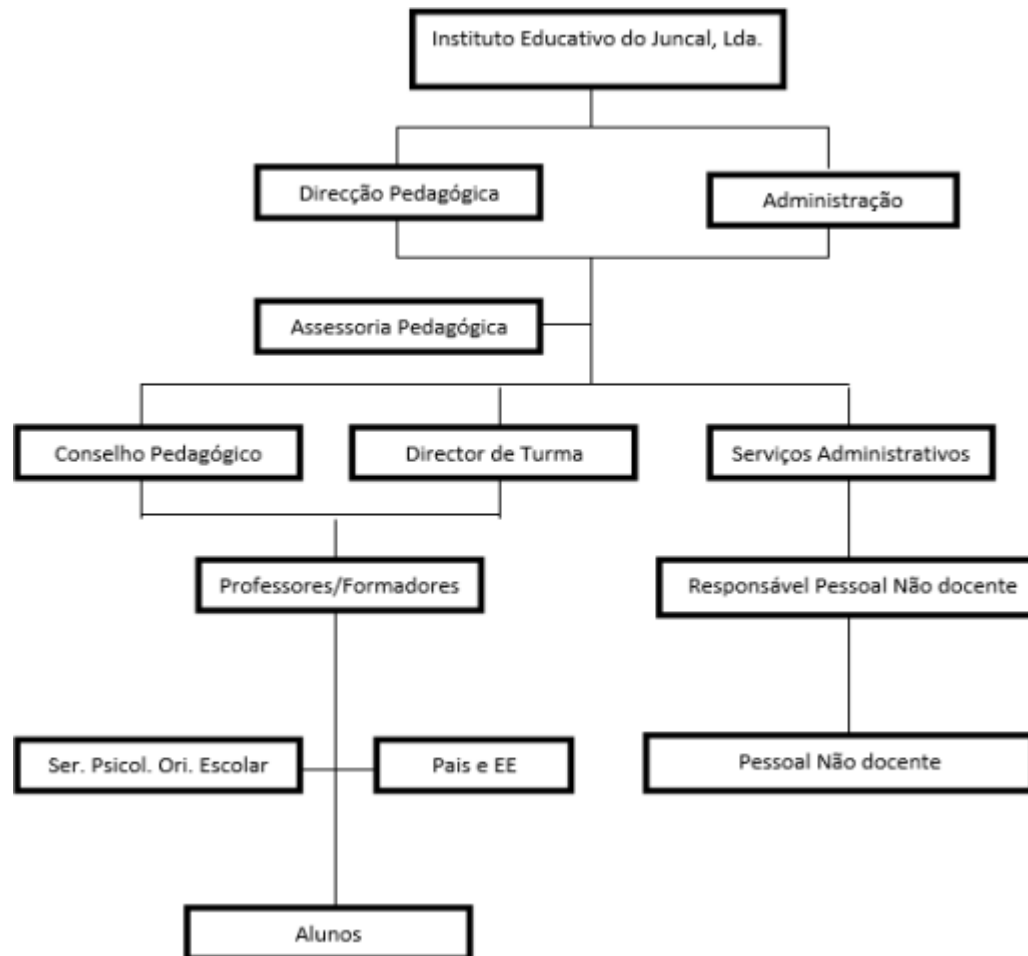 Instituto Educativo do Juncal, Lda.
Direcção Pedagógica
Administração
Assessoria Pedagógica
Conselho Pedagógico
Director de Turma
Serviços Administrativos
Professores/Formadores
Responsável Pessoal Não docente
Ser. Psicol. Ori. Escolar
Pais e EE
Pessoal Não docente
Alunos